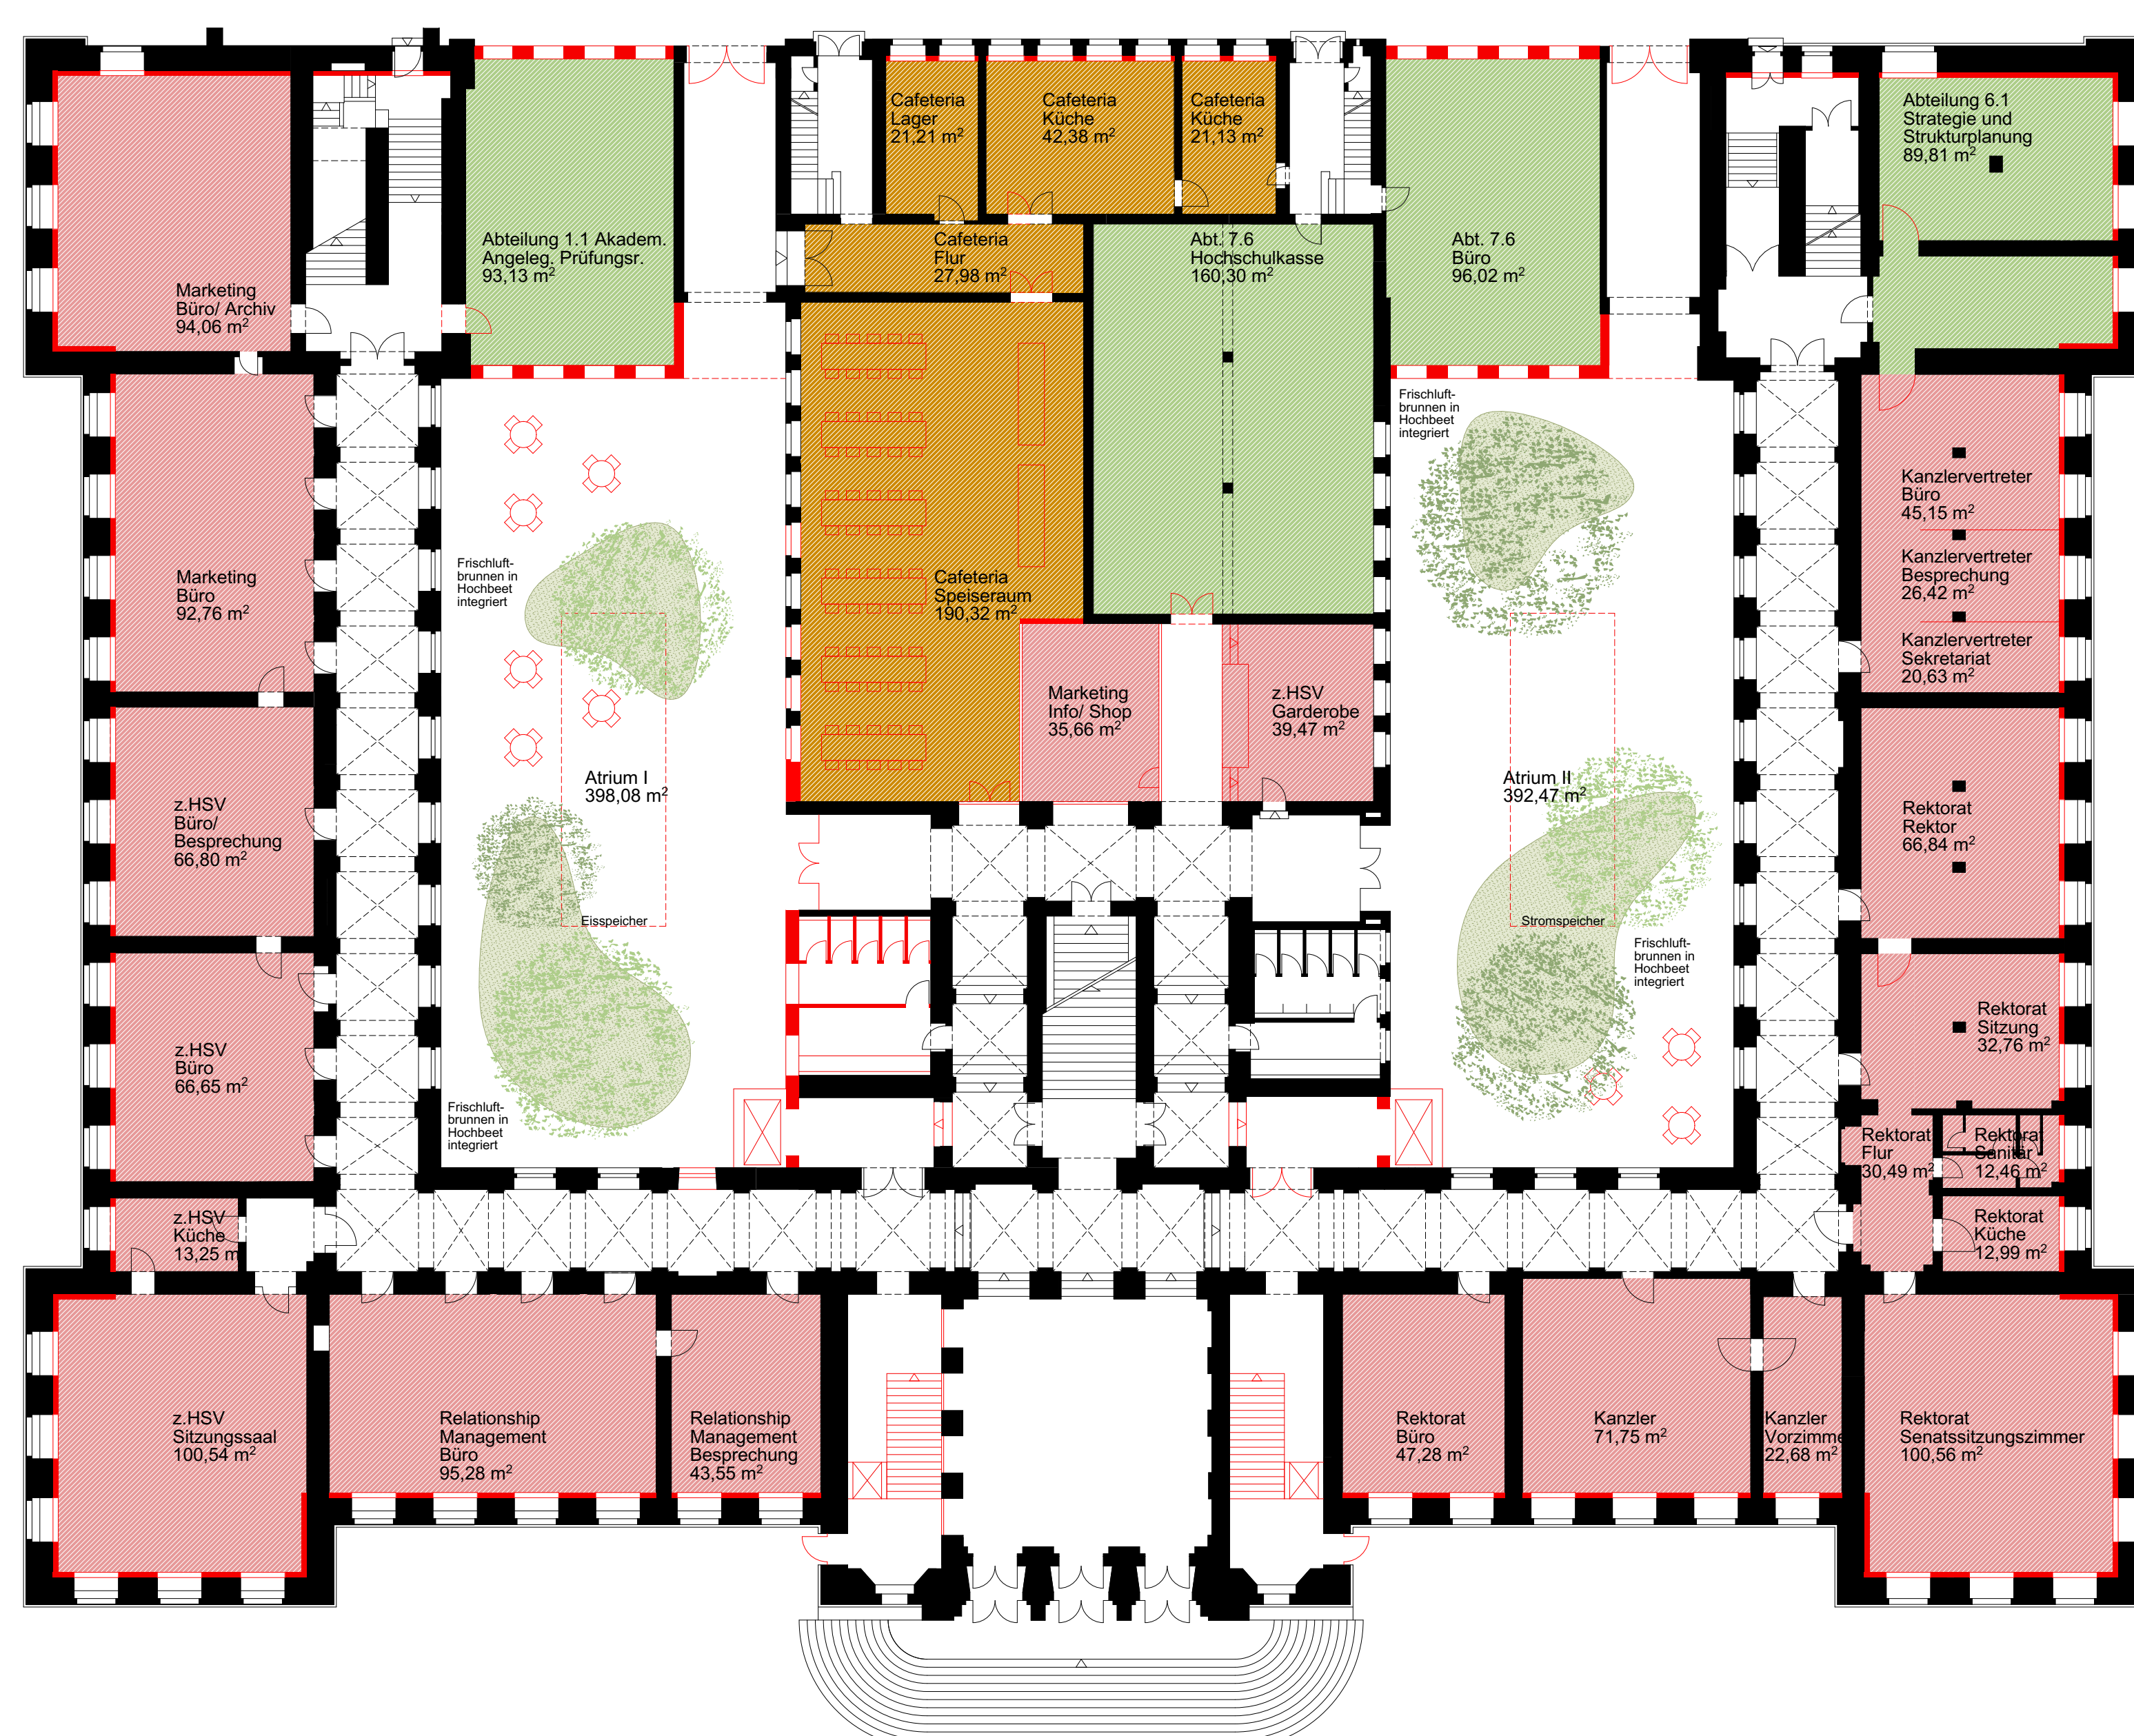 Cafeteria
Lager
21,21 m²
Cafeteria
Küche
42,38 m²
Cafeteria
Küche
21,13 m²
Abteilung 6.1
Strategie und
Strukturplanung
89,81 m²
Abteilung 1.1 Akadem.
Angeleg. Prüfungsr.
93,13 m²
Cafeteria
Flur
27,98 m²
Abt. 7.6
Hochschulkasse
160,30 m²
Abt. 7.6
Büro
96,02 m²
Marketing
Büro/ Archiv
94,06 m²
Frischluft-
brunnen in
Hochbeet
integriert
Kanzlervertreter
Büro
45,15 m²
Frischluft-
brunnen in
Hochbeet
integriert
Marketing
Büro
92,76 m²
Cafeteria
Speiseraum
190,32 m²
Kanzlervertreter
Besprechung
26,42 m²
Kanzlervertreter
Sekretariat
20,63 m²
Marketing
Info/ Shop
35,66 m²
z.HSV
Garderobe
39,47 m²
Atrium I
398,08 m²
Atrium II
392,47 m²
z.HSV
Büro/
Besprechung
66,80 m²
Rektorat
Rektor
66,84 m²
Eisspeicher
Stromspeicher
Frischluft-
brunnen in
Hochbeet
integriert
z.HSV
Büro
66,65 m²
Rektorat
Sitzung
32,76 m²
Frischluft-
brunnen in
Hochbeet
integriert
Rektorat
Flur
30,49 m²
Rektorat
Sanitär
12,46 m²
z.HSV
Küche
13,25 m
Rektorat
Küche
12,99 m²
z.HSV
Sitzungssaal
100,54 m²
Relationship
Management
Büro
95,28 m²
Relationship
Management
Besprechung
43,55 m²
Rektorat
Büro
47,28 m²
Kanzler
71,75 m²
Kanzler
Vorzimme
22,68 m²
Rektorat
Senatssitzungszimmer
100,56 m²